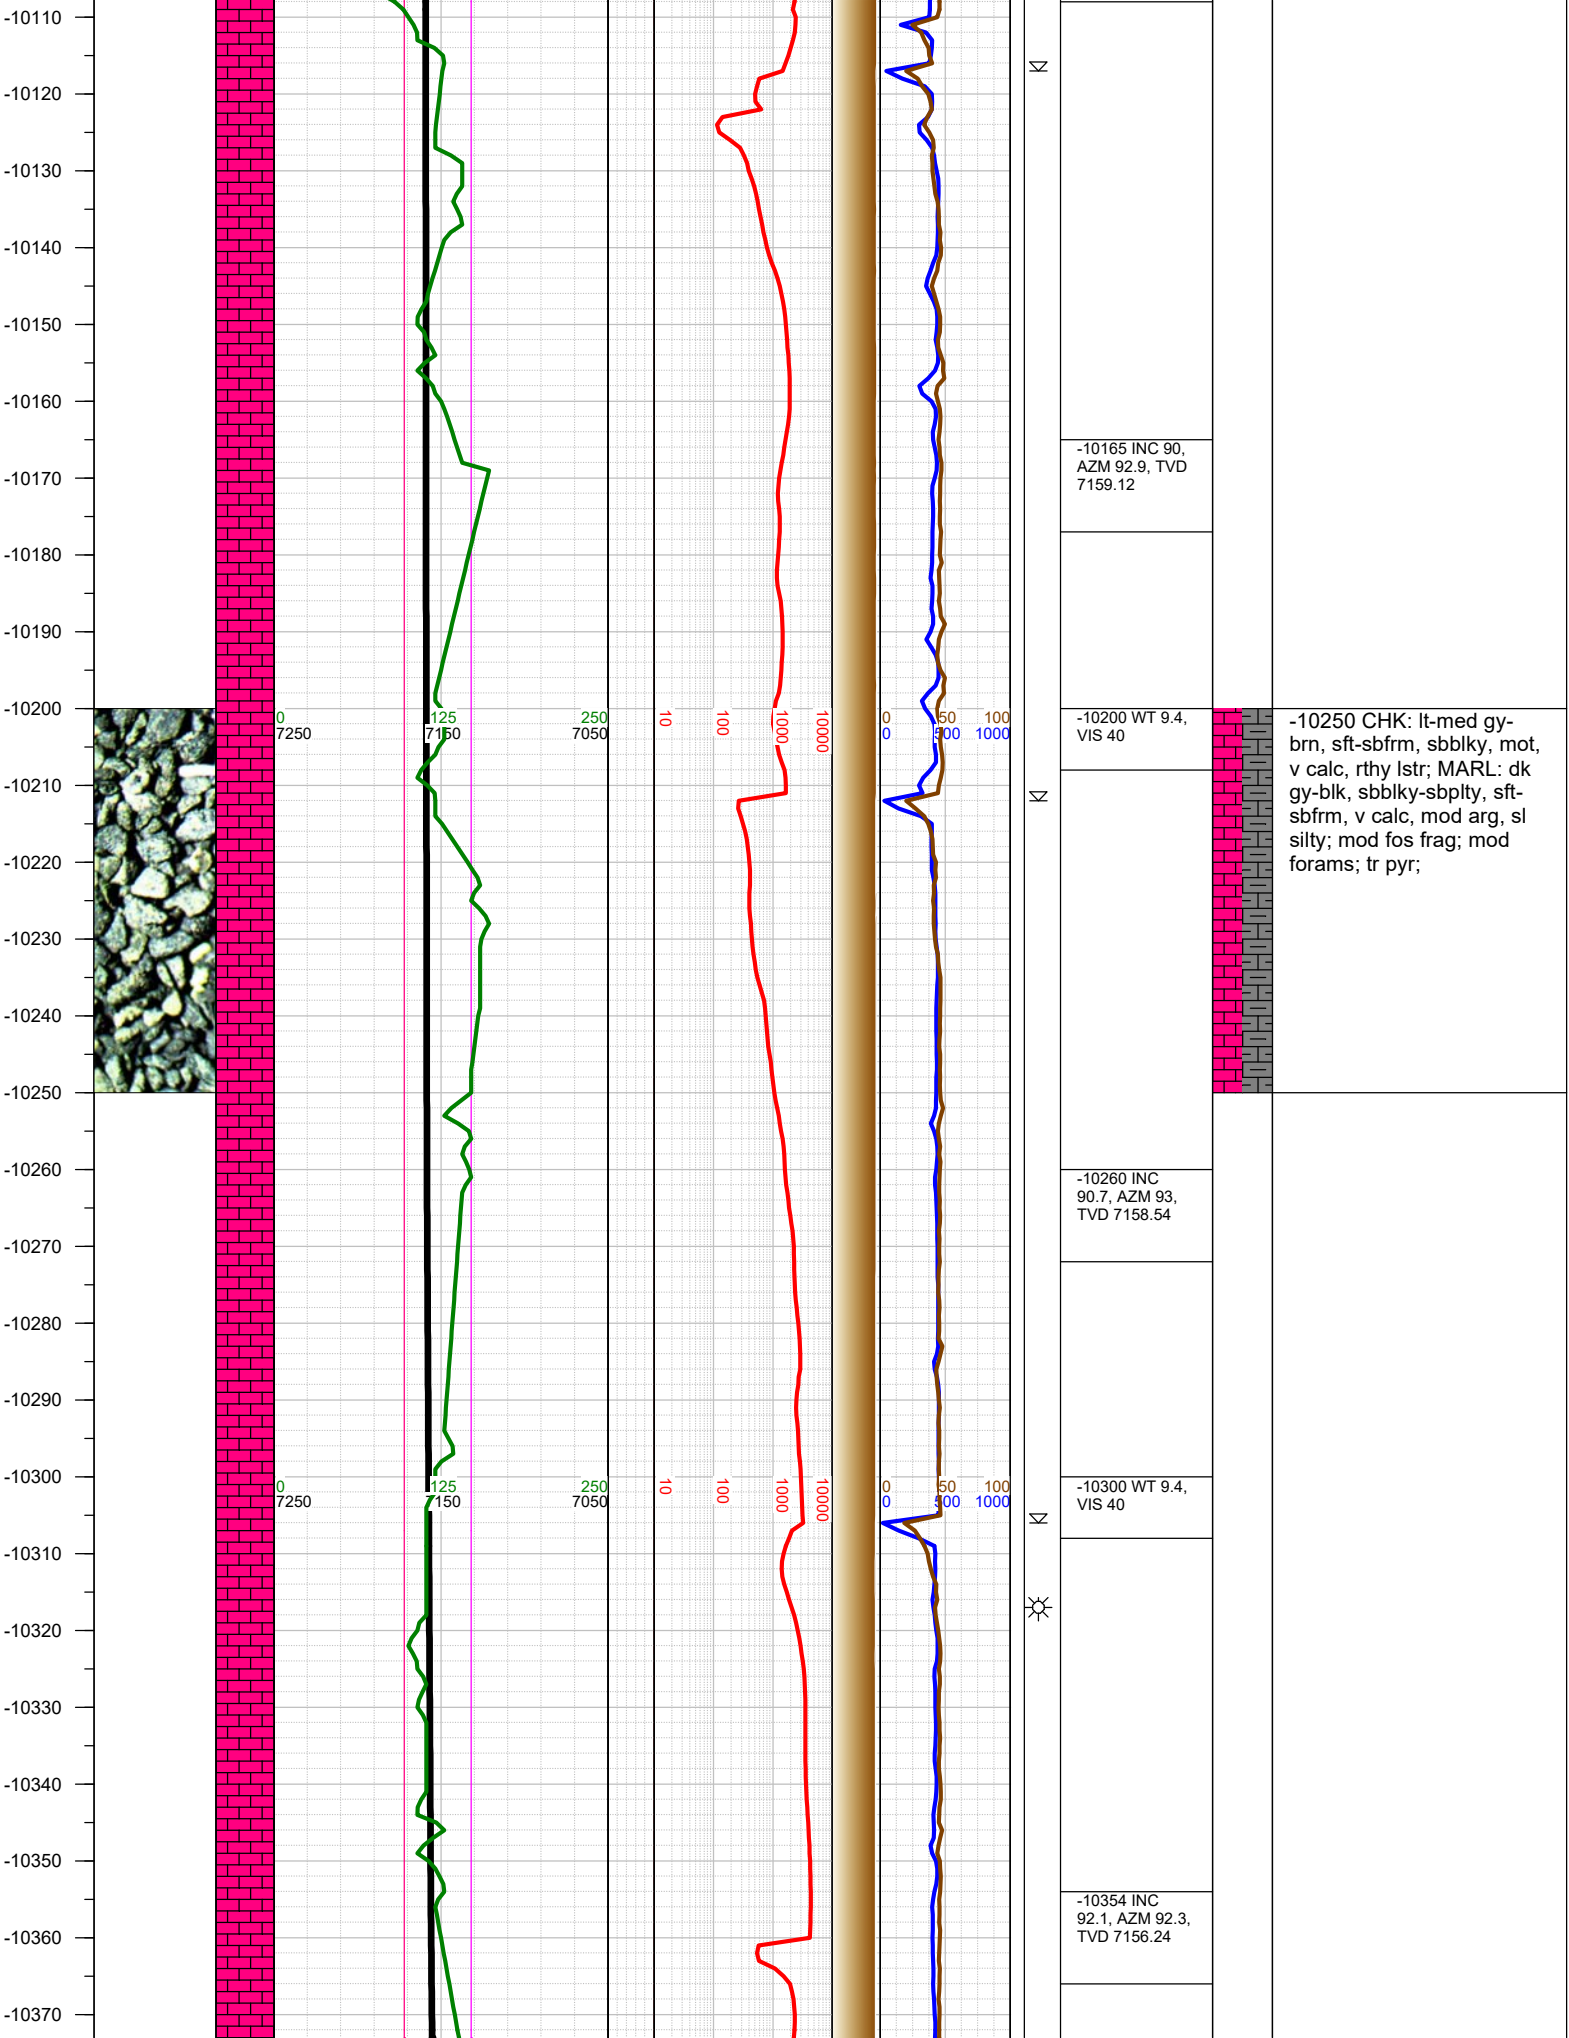 -10110
-10120
-10130
-10140
-10150
-10160
-10165 INC 90,
AZM 92.9, TVD
7159.12
-10170
-10180
-10190
-10200
0 125 250
7250 7150 7050
10 100 1000 10000
0 50 100
0 500 1000
-10200 WT 9.4,
VIS 40
-10250 CHK: lt-med gy-
brn, sft-sbfrm, sbblky, mot,
v calc, rthy lstr; MARL: dk
gy-blk, sbblky-sbplty, sft-
sbfrm, v calc, mod arg, sl
silty; mod fos frag; mod
forams; tr pyr;
-10210
-10220
-10230
-10240
-10250
-10260
-10260 INC
90.7, AZM 93,
TVD 7158.54
-10270
-10280
-10290
-10300
0 125 250
7250 7150 7050
10 100 1000 10000
0 50 100
0 500 1000
-10300 WT 9.4,
VIS 40
-10310
-10320
-10330
-10340
-10350
-10354 INC
92.1, AZM 92.3,
TVD 7156.24
-10360
-10370